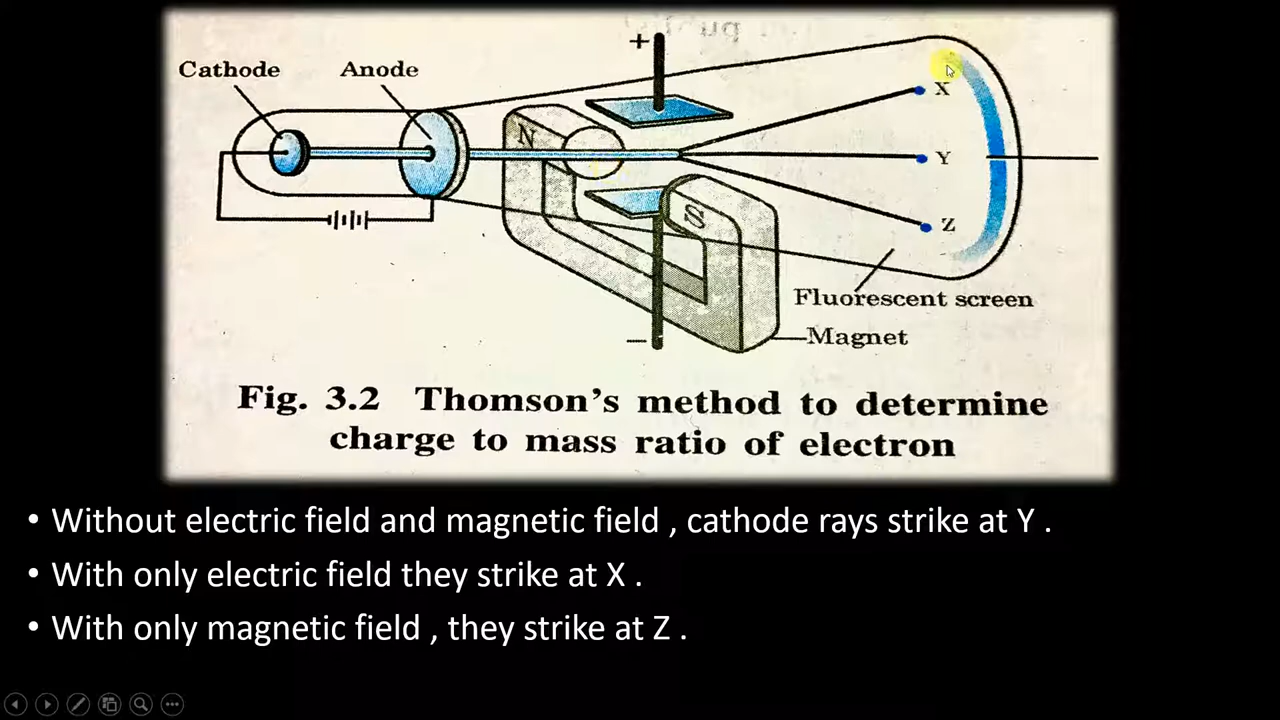 Cathode
Anode
+
N
X
Y
S
Z
Fluorescent screen
−
Magnet
Fig. 3.2 Thomson's method to determine
charge to mass ratio of electron
• Without electric field and magnetic field , cathode rays strike at Y .
• With only electric field they strike at X .
• With only magnetic field , they strike at Z .